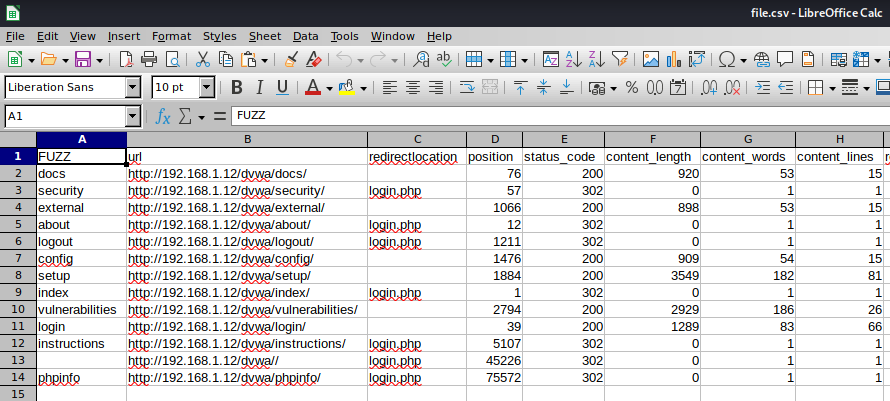 file.csv - LibreOffice Calc
File Edit View Insert Format Styles Sheet Data Tools Window Help
Liberation Sans 10 pt B I U A % 0.0
A1 fx Σ = FUZZ
A B C D E F G H
1 FUZZ url redirectlocation position status_code content_length content_words content_lines r
2 docs http://192.168.1.12/dvwa/docs/ 76 200 920 53 15
3 security http://192.168.1.12/dvwa/security/ login.php 57 302 0 1 1
4 external http://192.168.1.12/dvwa/external/ 1066 200 898 53 15
5 about http://192.168.1.12/dvwa/about/ login.php 12 302 0 1 1
6 logout http://192.168.1.12/dvwa/logout/ login.php 1211 302 0 1 1
7 config http://192.168.1.12/dvwa/config/ 1476 200 909 54 15
8 setup http://192.168.1.12/dvwa/setup/ 1884 200 3549 182 81
9 index http://192.168.1.12/dvwa/index/ login.php 1 302 0 1 1
10 vulnerabilities http://192.168.1.12/dvwa/vulnerabilities/ 2794 200 2929 186 26
11 login http://192.168.1.12/dvwa/login/ 39 200 1289 83 66
12 instructions http://192.168.1.12/dvwa/instructions/ login.php 5107 302 0 1 1
13 http://192.168.1.12/dvwa// login.php 45226 302 0 1 1
14 phpinfo http://192.168.1.12/dvwa/phpinfo/ login.php 75572 302 0 1 1
15